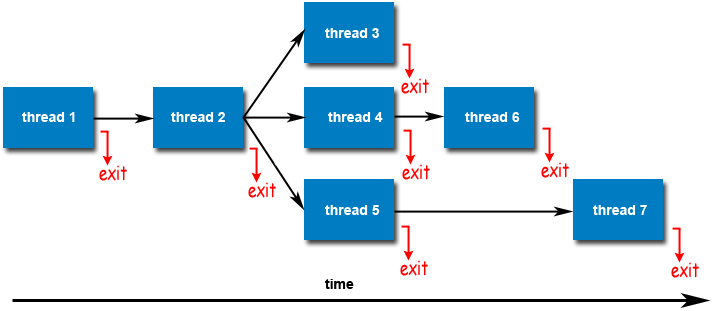 thread 3
exit
thread 1
thread 2
thread 4
thread 6
exit
exit
exit
exit
thread 5
thread 7
exit
exit
time